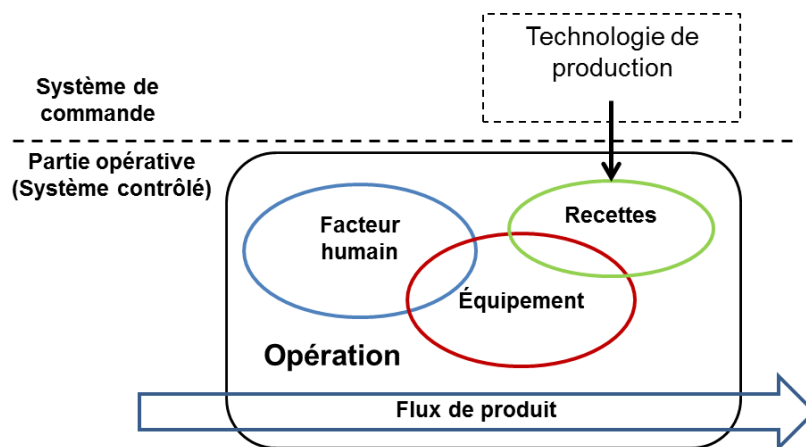 Technologie de
production
Système de
commande
Partie opérative
(Système contrôlé)
Facteur
humain
Recettes
Équipement
Opération
Flux de produit